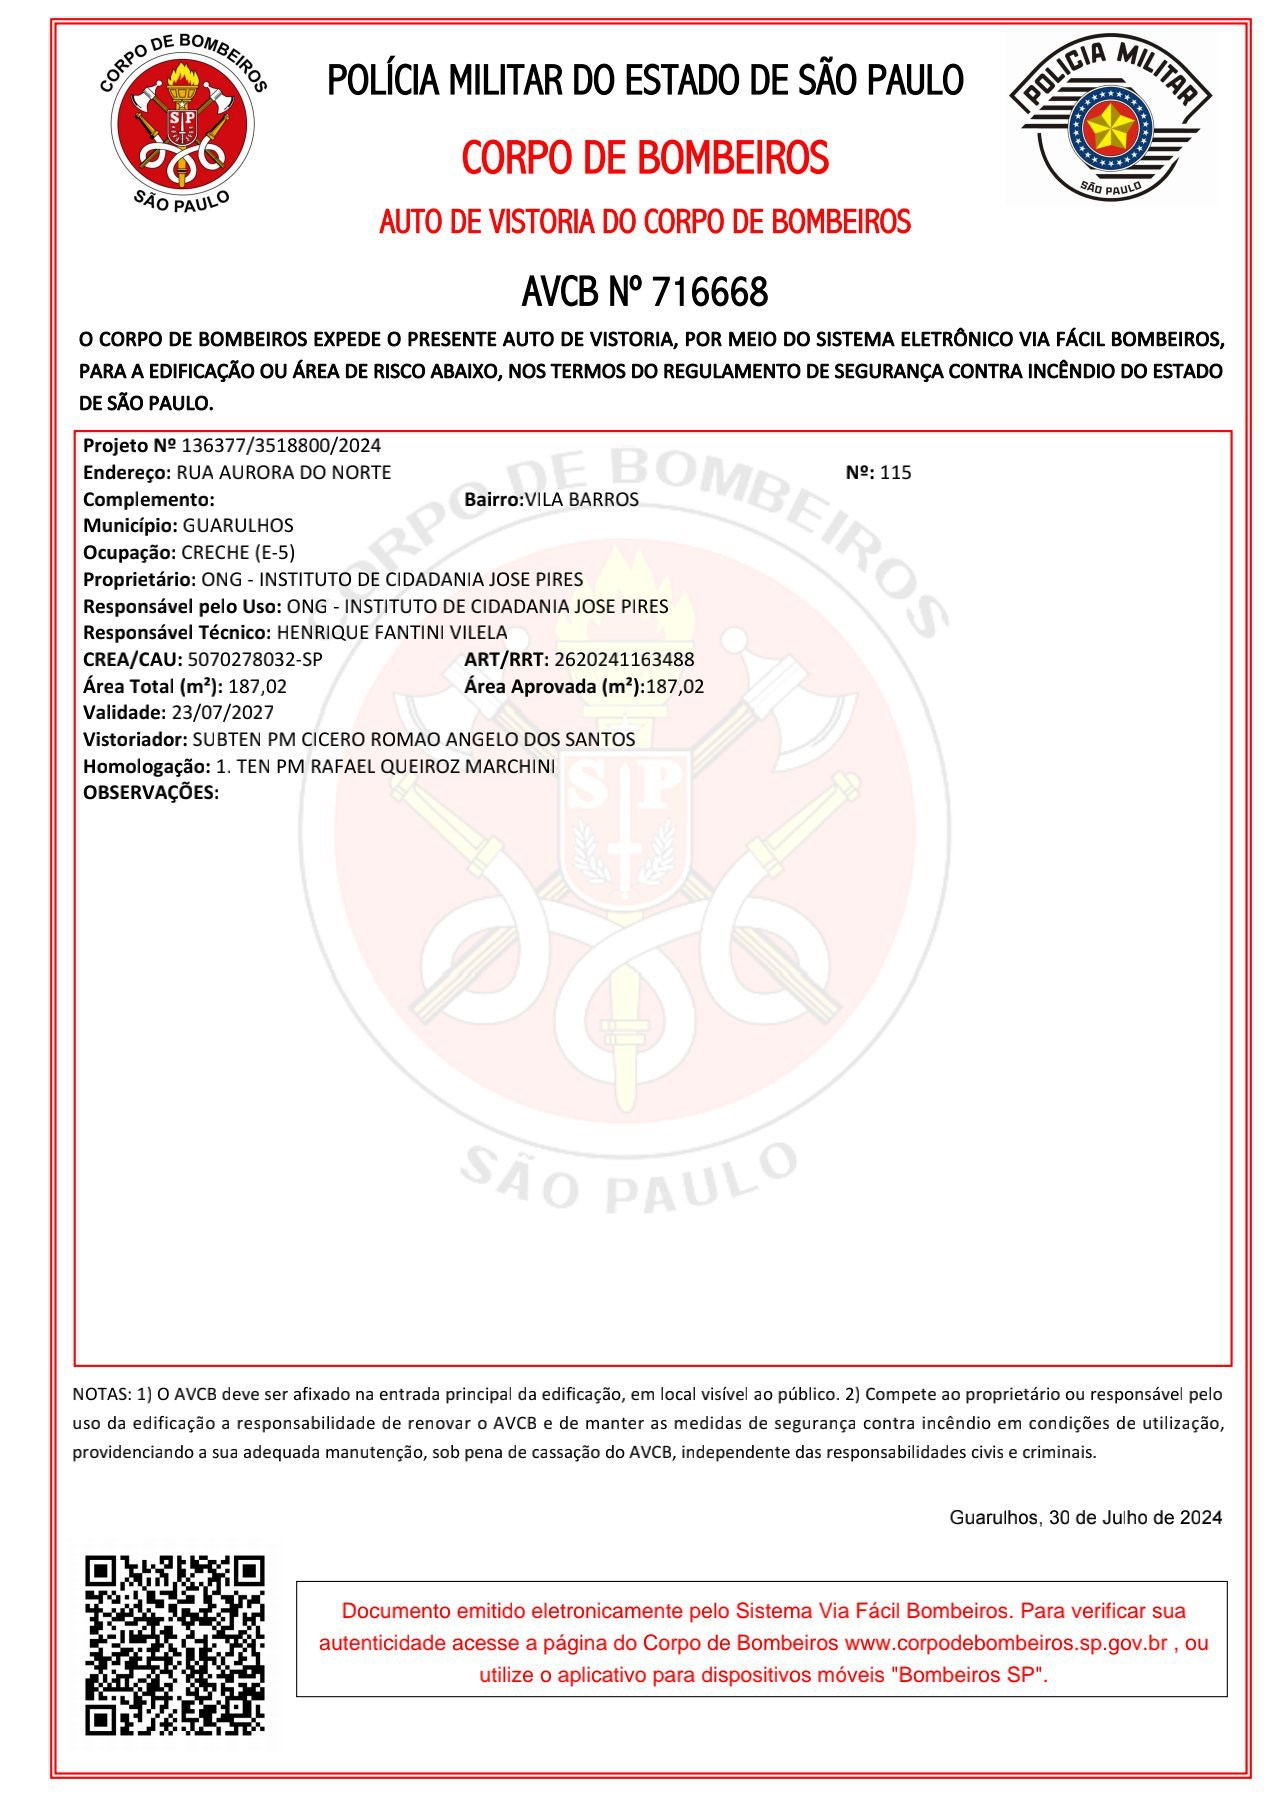 CORPO DE BOMBEIROS
SP
SÃO PAULO
POLÍCIA MILITAR DO ESTADO DE SÃO PAULO
CORPO DE BOMBEIROS
AUTO DE VISTORIA DO CORPO DE BOMBEIROS
POLICIA MILITAR
SÃO PAULO
AVCB Nº 716668
O CORPO DE BOMBEIROS EXPEDE O PRESENTE AUTO DE VISTORIA, POR MEIO DO SISTEMA ELETRÔNICO VIA FÁCIL BOMBEIROS,
PARA A EDIFICAÇÃO OU ÁREA DE RISCO ABAIXO, NOS TERMOS DO REGULAMENTO DE SEGURANÇA CONTRA INCÊNDIO DO ESTADO
DE SÃO PAULO.
Projeto Nº 136377/3518800/2024
Endereço: RUA AURORA DO NORTE Nº: 115
Complemento: Bairro:VILA BARROS
Município: GUARULHOS
Ocupação: CRECHE (E-5)
Proprietário: ONG - INSTITUTO DE CIDADANIA JOSE PIRES
Responsável pelo Uso: ONG - INSTITUTO DE CIDADANIA JOSE PIRES
Responsável Técnico: HENRIQUE FANTINI VILELA
CREA/CAU: 5070278032-SP ART/RRT: 2620241163488
Área Total (m²): 187,02 Área Aprovada (m²):187,02
Validade: 23/07/2027
Vistoriador: SUBTEN PM CICERO ROMAO ANGELO DOS SANTOS
Homologação: 1. TEN PM RAFAEL QUEIROZ MARCHINI
OBSERVAÇÕES:
CORPO DE BOMBEIROS
SP
SÃO PAULO
NOTAS: 1) O AVCB deve ser afixado na entrada principal da edificação, em local visível ao público. 2) Compete ao proprietário ou responsável pelo
uso da edificação a responsabilidade de renovar o AVCB e de manter as medidas de segurança contra incêndio em condições de utilização,
providenciando a sua adequada manutenção, sob pena de cassação do AVCB, independente das responsabilidades civis e criminais.
Guarulhos, 30 de Julho de 2024
Documento emitido eletronicamente pelo Sistema Via Fácil Bombeiros. Para verificar sua
autenticidade acesse a página do Corpo de Bombeiros www.corpodebombeiros.sp.gov.br , ou
utilize o aplicativo para dispositivos móveis "Bombeiros SP".